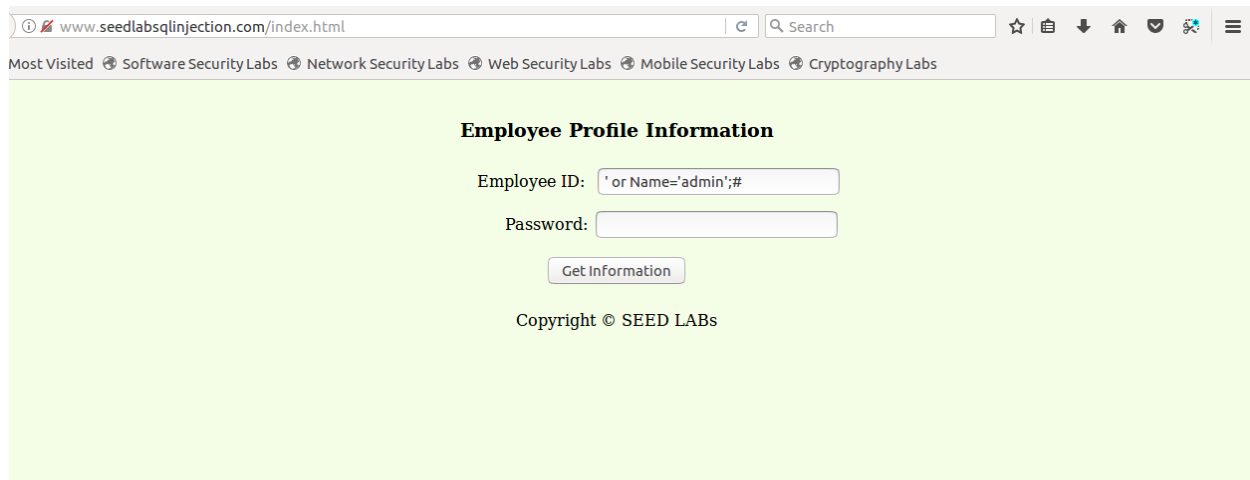 www.seedlabsqlinjection.com/index.html Search
Most Visited Software Security Labs Network Security Labs Web Security Labs Mobile Security Labs Cryptography Labs
Employee Profile Information
Employee ID: ' or Name='admin';#
Password:
Get Information
Copyright © SEED LABs